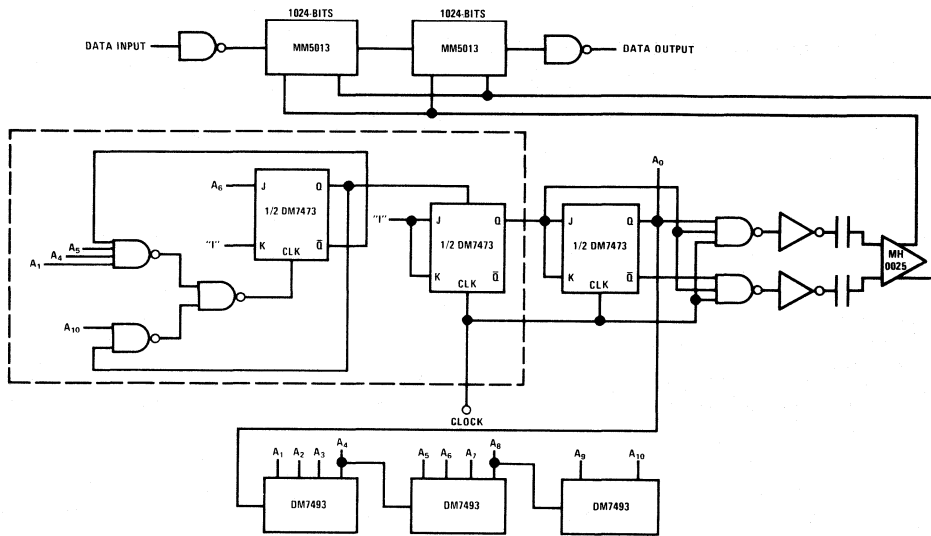 1024-BITS
1024-BITS
DATA INPUT
MM5013
MM5013
DATA OUTPUT
A6
J
Q
1/2 DM7473
"I"
K
CLK
Q̅
A5
A4
A1
A10
"I"
J
Q
1/2 DM7473
K
Q̅
CLK
A0
J
Q
1/2 DM7473
K
Q̅
CLK
MH
0025
CLOCK
A1
A2
A3
A4
DM7493
A5
A6
A7
A8
DM7493
A9
A10
DM7493